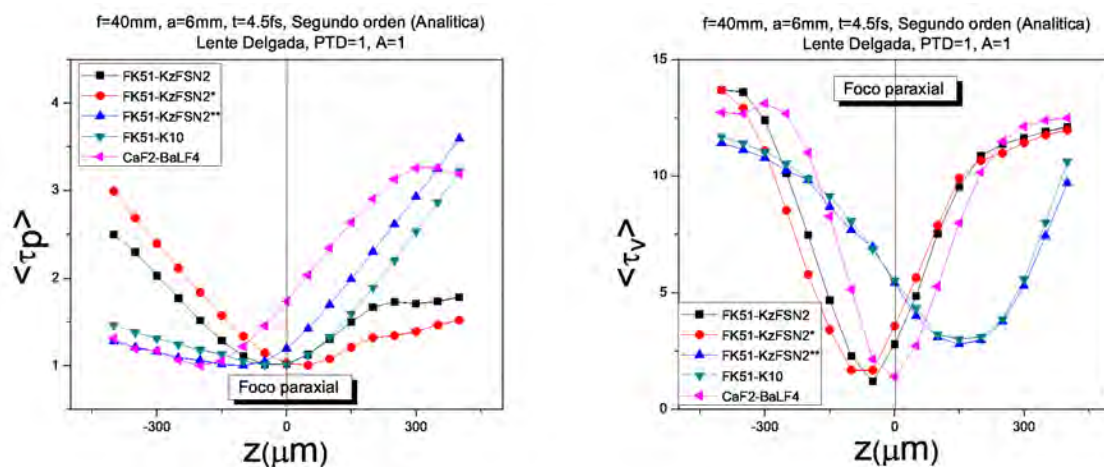 f=40mm, a=6mm, t=4.5fs, Segundo orden (Analitica)
Lente Delgada, PTD=1, A=1
FK51-KzFSN2
FK51-KzFSN2*
FK51-KzFSN2**
FK51-K10
CaF2-BaLF4
4
3
2
1
<τp>
Foco paraxial
-300
0
300
z(μm)
f=40mm, a=6mm, t=4.5fs, Segundo orden (Analitica)
Lente Delgada, PTD=1, A=1
Foco paraxial
15
10
5
0
<τv>
FK51-KzFSN2
FK51-KzFSN2*
FK51-KzFSN2**
FK51-K10
CaF2-BaLF4
-300
0
300
z(μm)